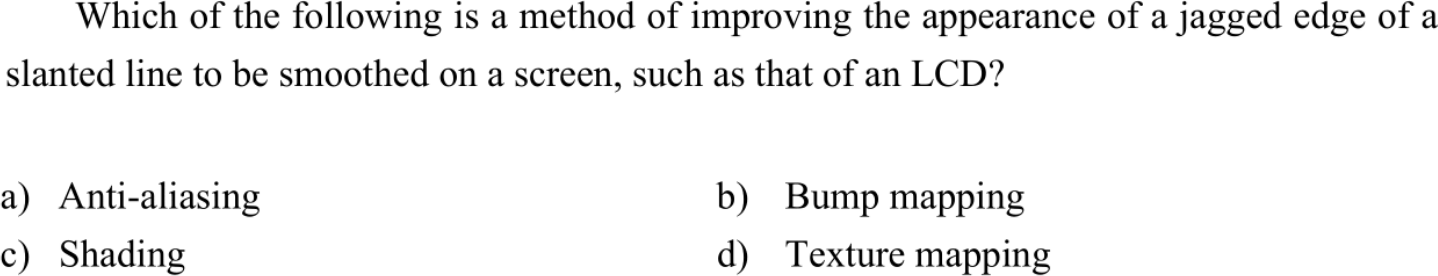 Which of the following is a method of improving the appearance of a jagged edge of a
slanted line to be smoothed on a screen, such as that of an LCD?
a) Anti-aliasing b) Bump mapping
c) Shading d) Texture mapping